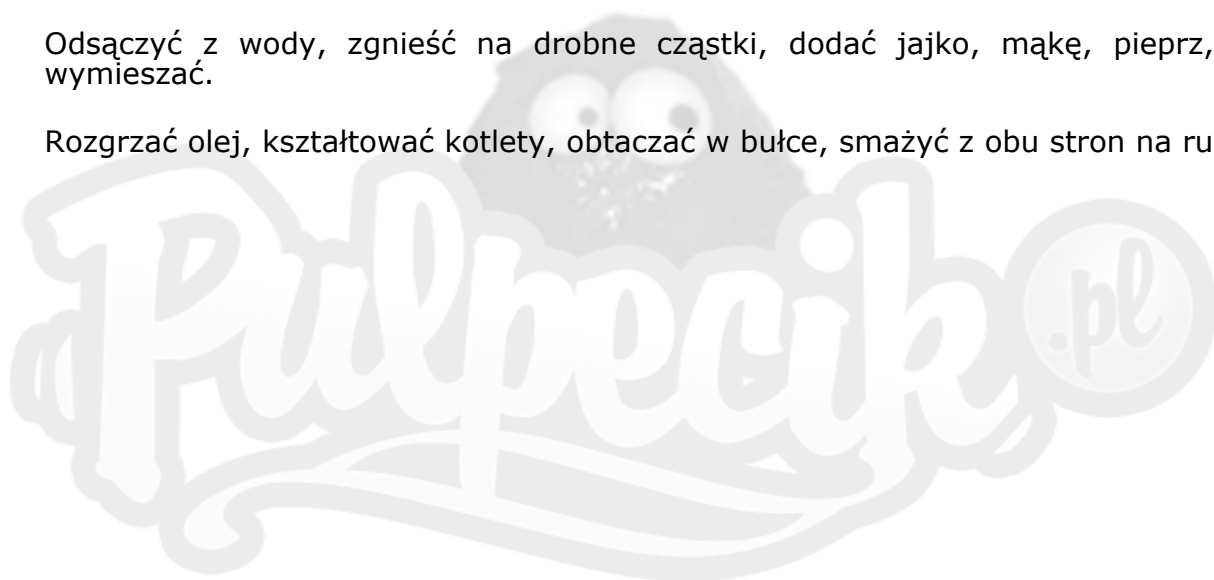 Odsączyć z wody, zgnieść na drobne cząstki, dodać jajko, mąkę, pieprz,
wymieszać.
Rozgrzać olej, kształtować kotlety, obtaczać w bułce, smażyć z obu stron na ru
Pulpecik
.pl